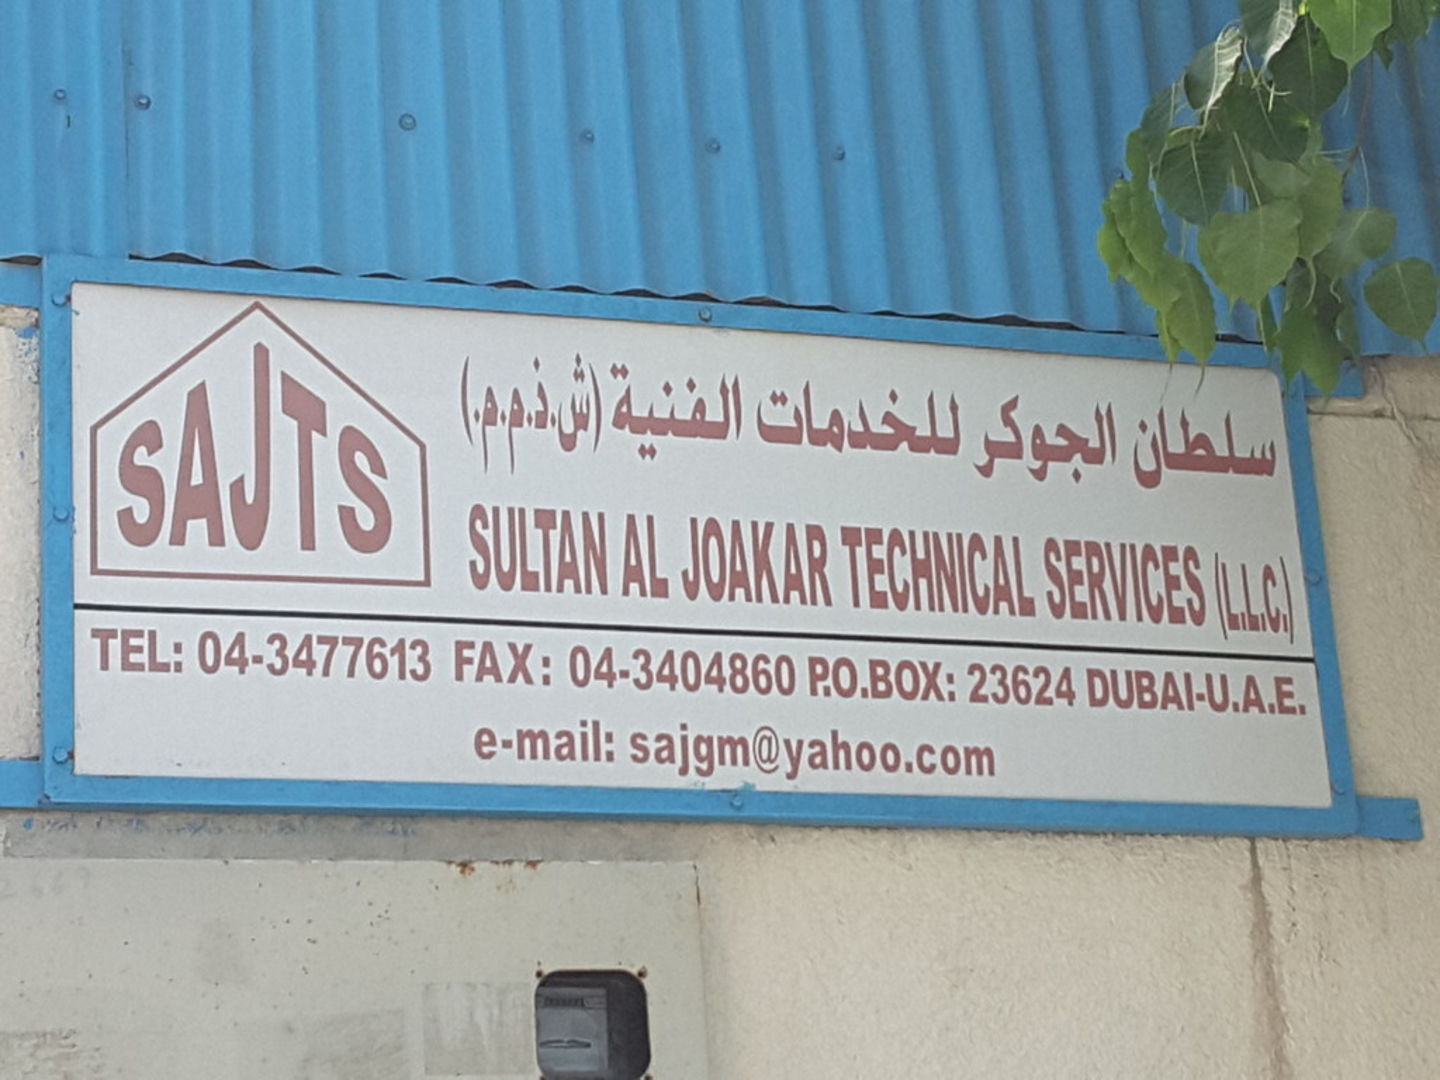 SAJTS
سلطان الجوكر للخدمات الفنية (ش.ذ.م.م.)
SULTAN AL JOAKAR TECHNICAL SERVICES (L.L.C.)
TEL: 04-3477613 FAX: 04-3404860 P.O.BOX: 23624 DUBAI-U.A.E.
e-mail: sajgm@yahoo.com